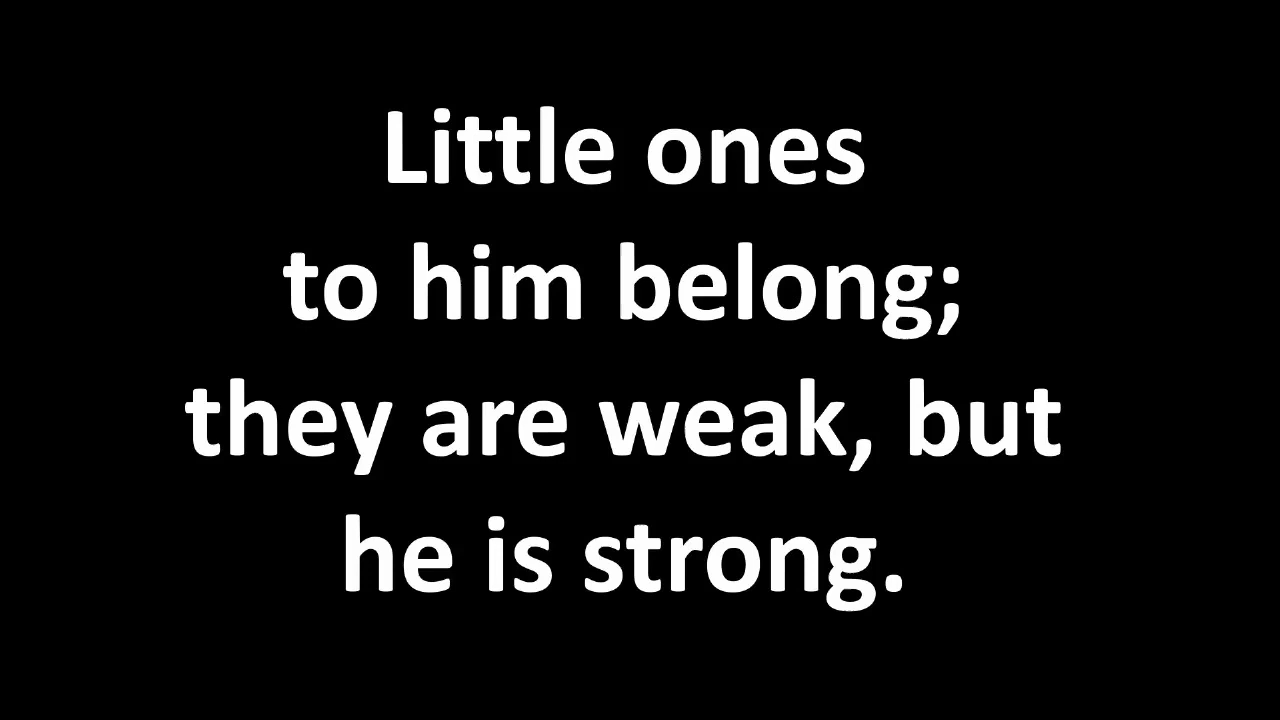 Little ones
to him belong;
they are weak, but
he is strong.